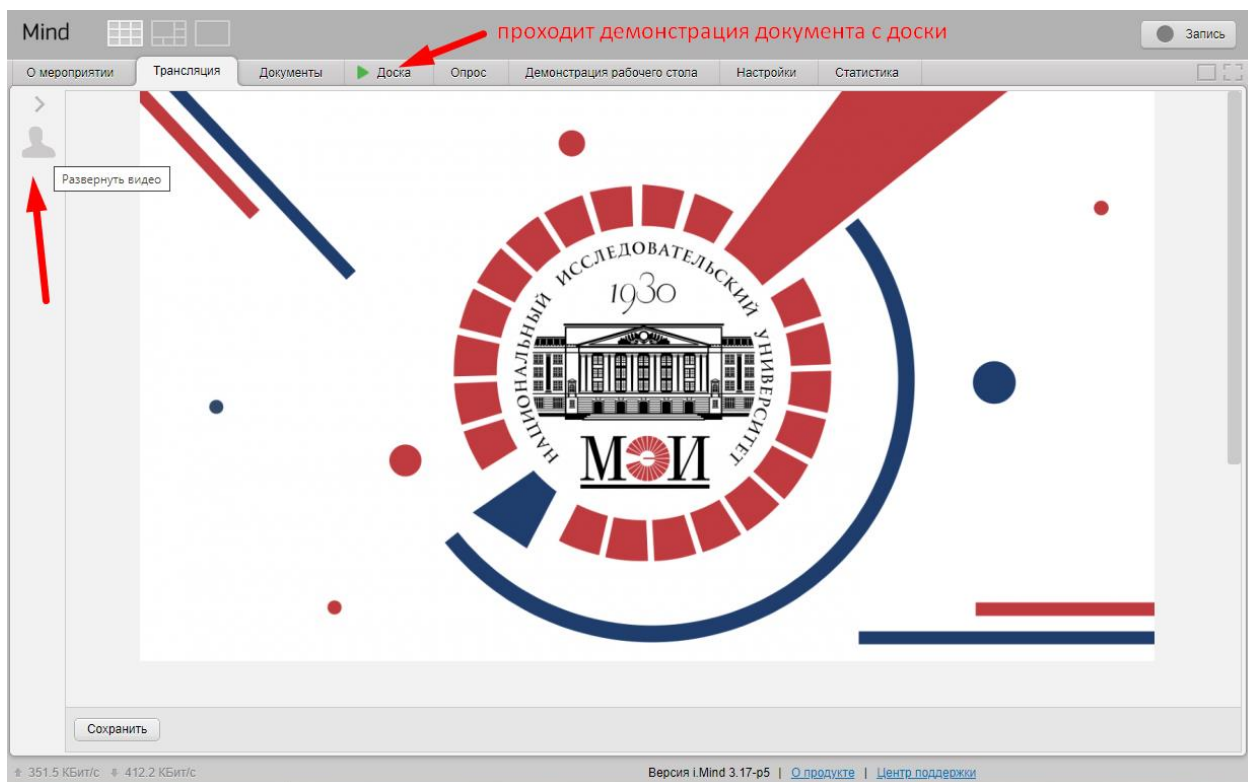 Mind
проходит демонстрация документа с доски
Запись
О мероприятии Трансляция Документы Доска Опрос Демонстрация рабочего стола Настройки Статистика
Развернуть видео
НАЦИОНАЛЬНЫЙ ИССЛЕДОВАТЕЛЬСКИЙ УНИВЕРСИТЕТ
1930
МЭИ
Сохранить
351.5 КБит/с 412.2 КБит/с Версия i.Mind 3.17-p5 | О продукте | Центр поддержки